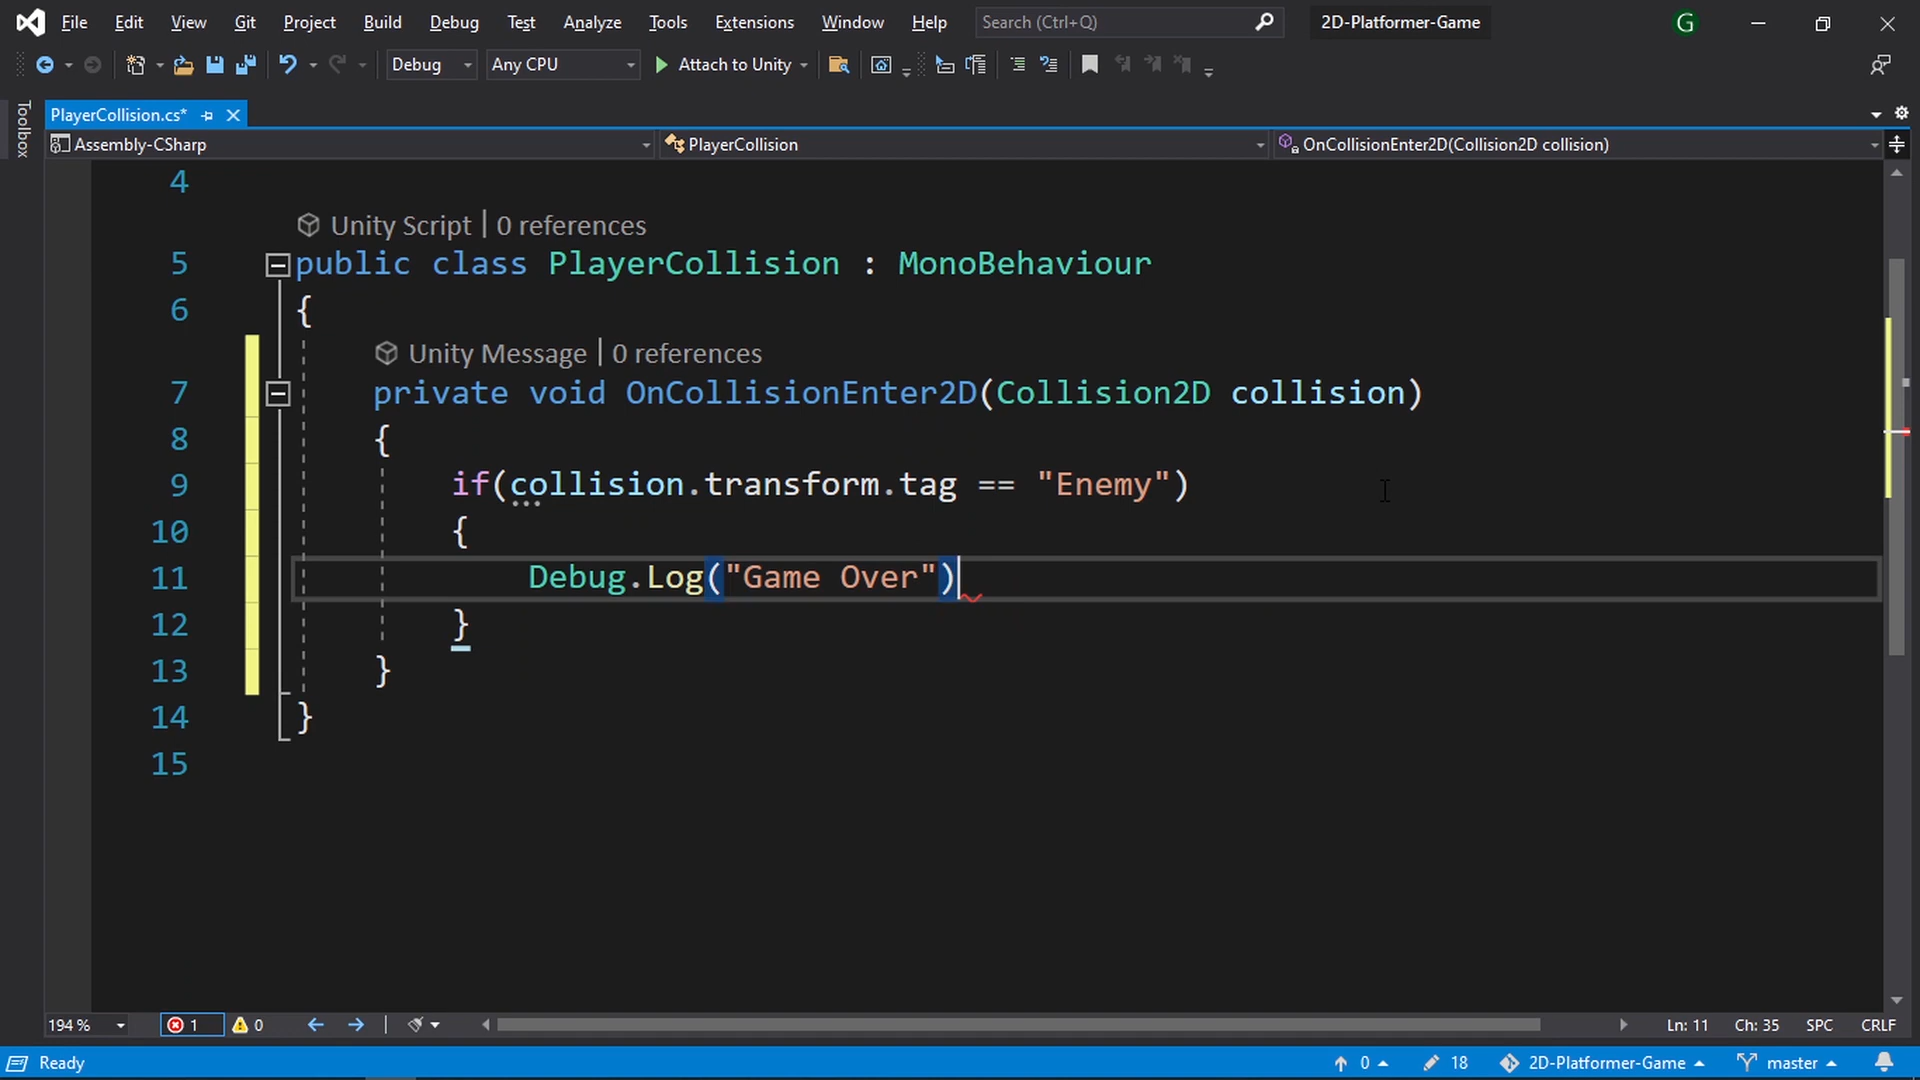 File Edit View Git Project Build Debug Test Analyze Tools Extensions Window Help Search (Ctrl+Q) 2D-Platformer-Game G
Debug Any CPU Attach to Unity
Toolbox
PlayerCollision.cs*
Assembly-CSharp PlayerCollision OnCollisionEnter2D(Collision2D collision)
4
Unity Script | 0 references
5 public class PlayerCollision : MonoBehaviour
6 {
Unity Message | 0 references
7 private void OnCollisionEnter2D(Collision2D collision)
8 {
9 if(collision.transform.tag == "Enemy")
10 {
11 Debug.Log("Game Over")
12 }
13 }
14 }
15
194 % 1 0 Ln: 11 Ch: 35 SPC CRLF
Ready 0 18 2D-Platformer-Game master